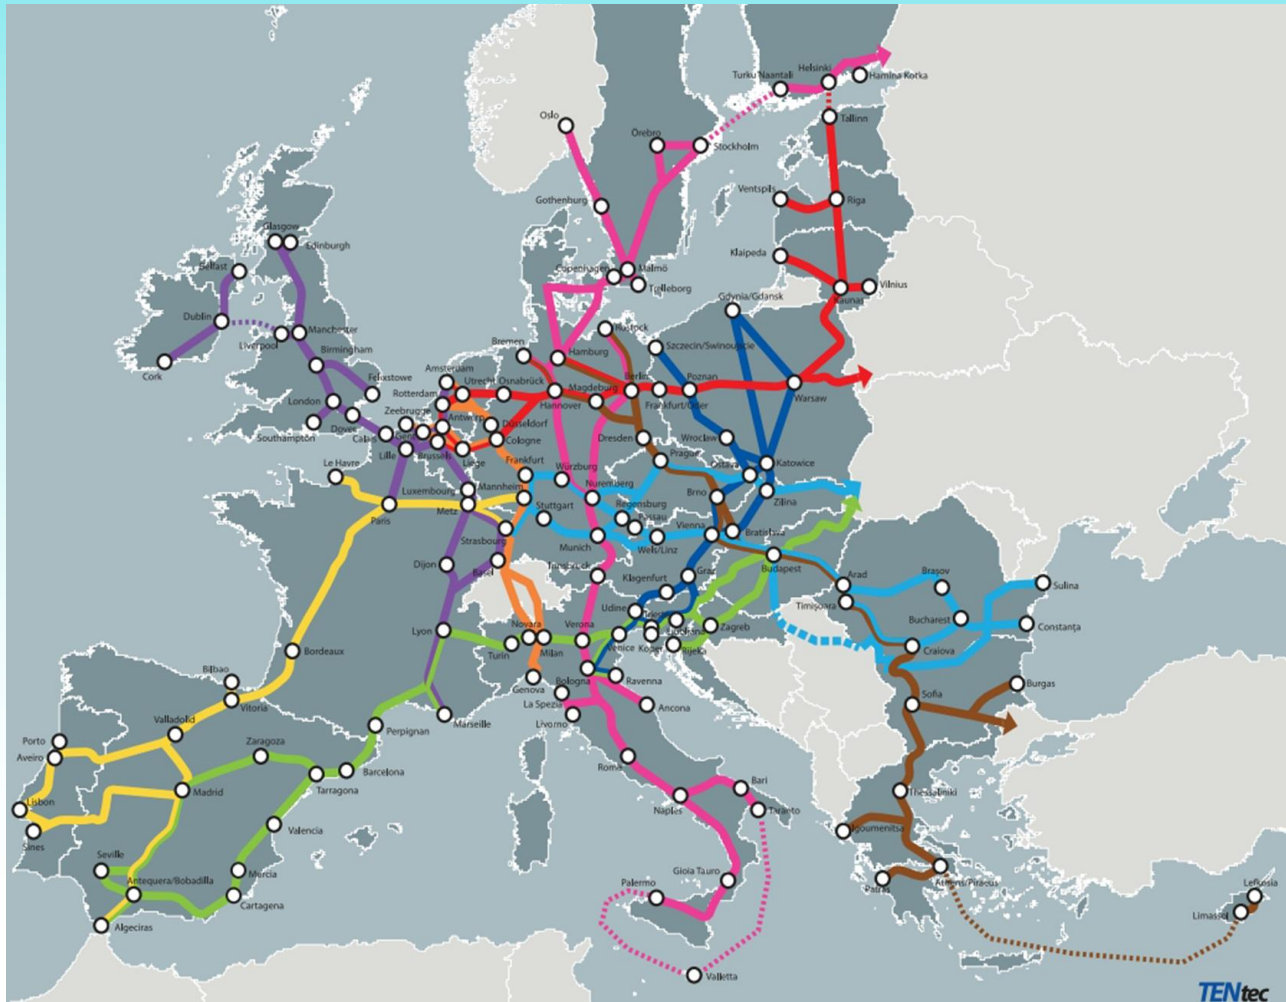 Helsinki
Turku Naantali
Hamina Kotka
Oslo
Tallinn
Örebro
Stockholm
Ventspils
Riga
Gothenburg
Glasgow
Edinburgh
Klaipeda
Belfast
Copenhagen
Malmö
Trelleborg
Vilnius
Kaunas
Gdynia/Gdansk
Dublin
Rostock
Manchester
Liverpool
Bremen
Szczecin/Swinoujscie
Birmingham
Hamburg
Cork
Amsterdam
Felixstowe
Utrecht
Osnabrück
Magdeburg
Berlin
Poznan
Rotterdam
Hannover
Frankfurt/Oder
Warsaw
London
Zeebrugge
Dover
Antwerp
Düsseldorf
Southampton
Calais
Gent
Cologne
Dresden
Wroclaw
Lille
Brussels
Liege
Prague
Le Havre
Frankfurt
Würzburg
Ostava
Katowice
Luxembourg
Mannheim
Nuremberg
Brno
Zilina
Paris
Metz
Stuttgart
Regensburg
Passau
Vienna
Bratislava
Strasbourg
Munich
Wels/Linz
Dijon
Basel
Innsbruck
Klagenfurt
Graz
Budapest
Arad
Braşov
Sulina
Udine
Timişoara
Lyon
Novara
Verona
Ljubljana
Zagreb
Bucharest
Constanţa
Turin
Milan
Venice
Koper
Rijeka
Craiova
Bordeaux
Bilbao
Genova
Bologna
Ravenna
Vitoria
La Spezia
Ancona
Sofia
Burgas
Valladolid
Marseille
Livorno
Perpignan
Porto
Zaragoza
Aveiro
Rome
Barcelona
Bari
Madrid
Tarragona
Thessaliniki
Lisbon
Naples
Taranto
Valencia
Igoumenitsa
Sines
Seville
Murcia
Gioia Tauro
Antequera/Bobadilla
Palermo
Patras
Athens/Piraeus
Lefkosia
Cartagena
Limassol
Algeciras
Valletta
TENtec